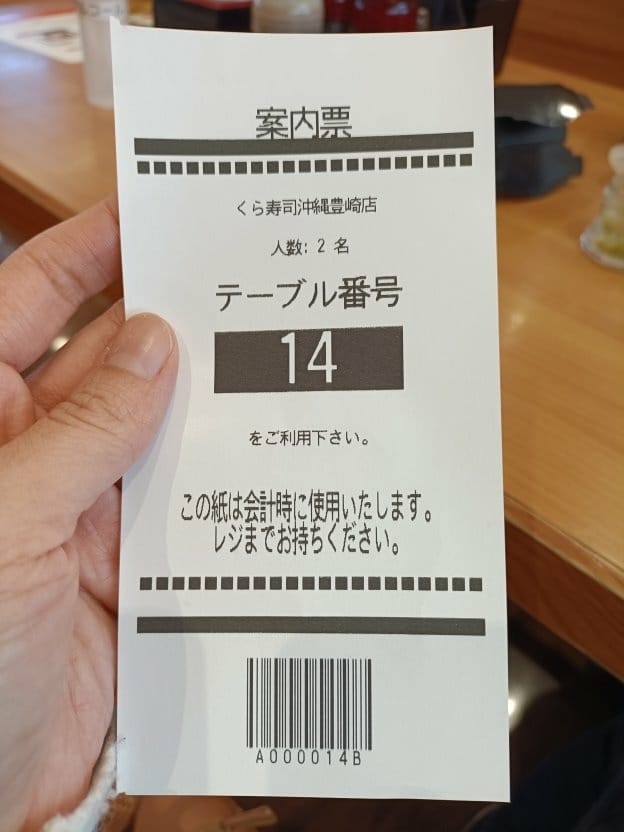 案内票
くら寿司沖縄豊崎店
人数: 2 名
テーブル番号
14
をご利用下さい。
この紙は会計時に使用いたします。
レジまでお持ちください。
A000014B